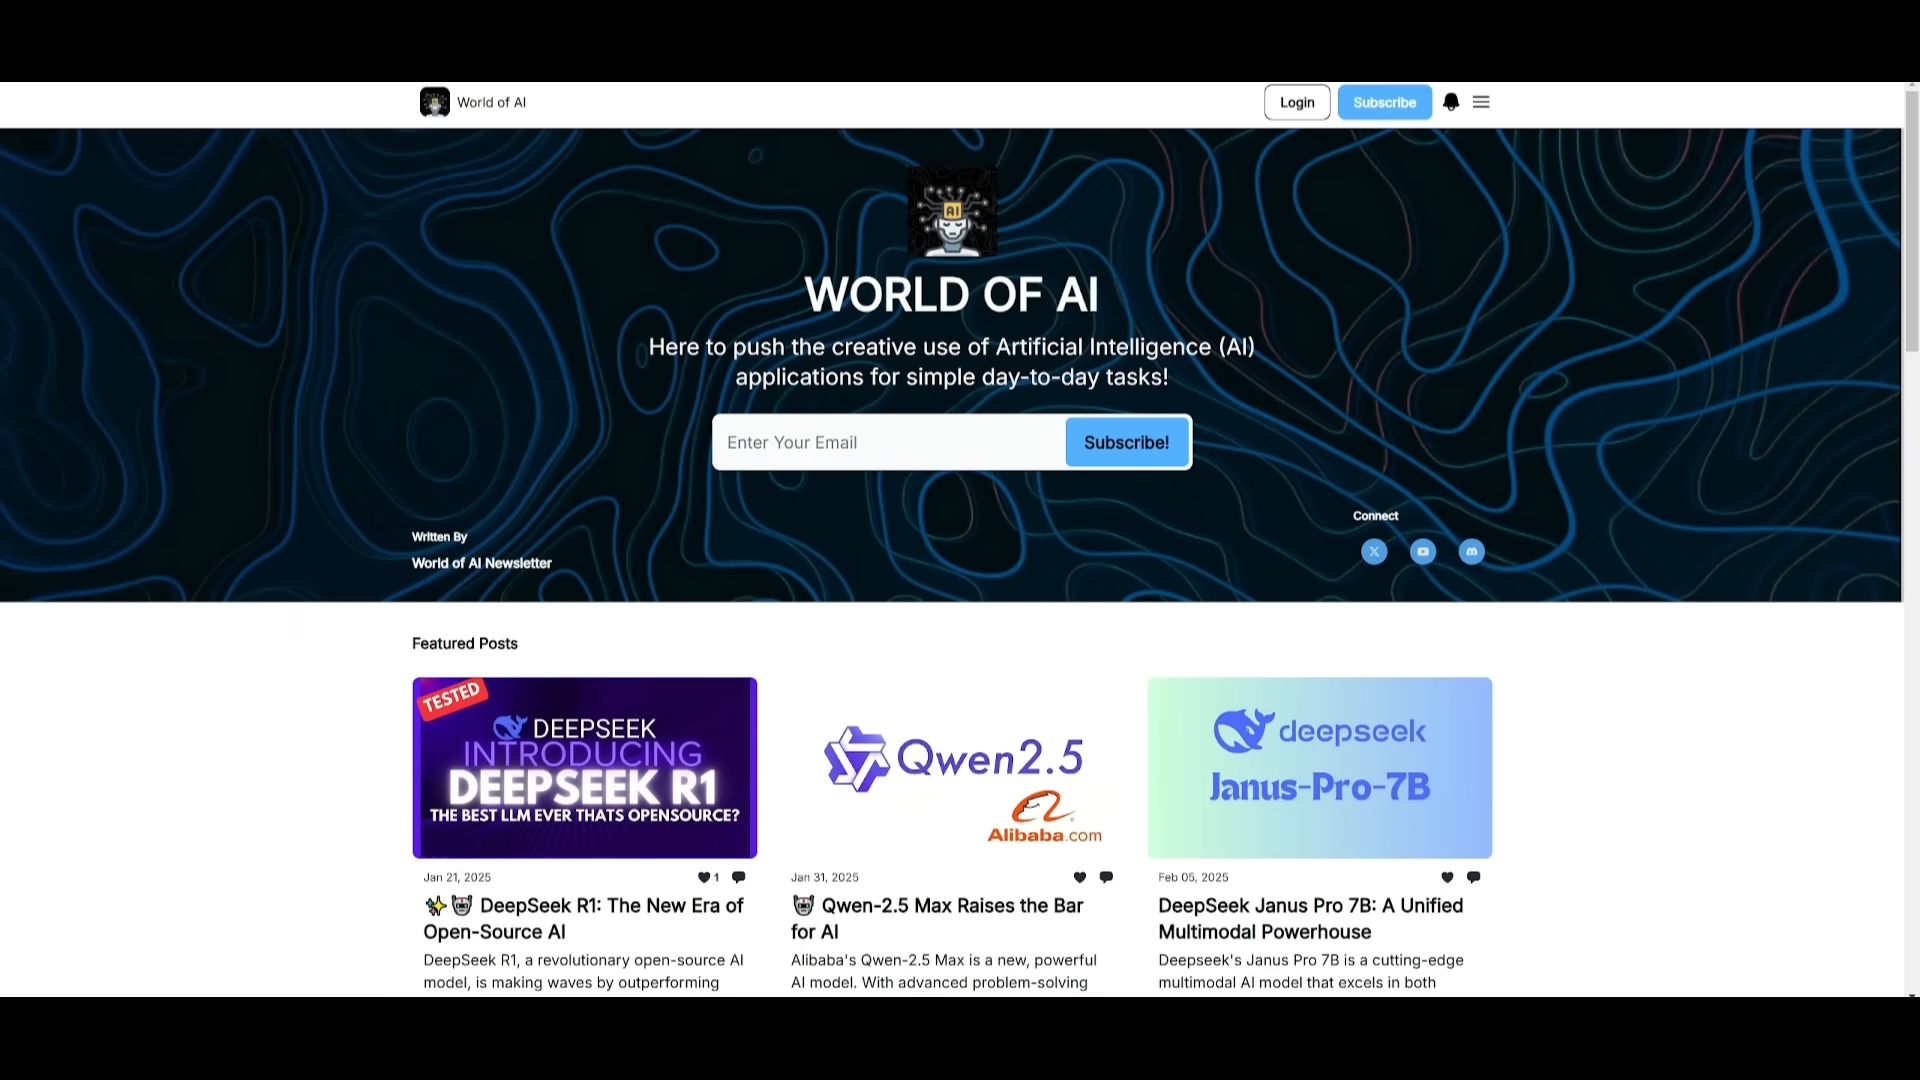 World of AI
Login
Subscribe
AI
WORLD OF AI
Here to push the creative use of Artificial Intelligence (AI)
applications for simple day-to-day tasks!
Enter Your Email
Subscribe!
Connect
Written By
World of AI Newsletter
Featured Posts
TESTED
DEEPSEEK
INTRODUCING
DEEPSEEK R1
THE BEST LLM EVER THATS OPENSOURCE?
Jan 21, 2025
1
DeepSeek R1: The New Era of
Open-Source AI
DeepSeek R1, a revolutionary open-source AI
model, is making waves by outperforming
Qwen2.5
Alibaba.com
Jan 31, 2025
Qwen-2.5 Max Raises the Bar
for AI
Alibaba's Qwen-2.5 Max is a new, powerful
AI model. With advanced problem-solving
deepseek
Janus-Pro-7B
Feb 05, 2025
DeepSeek Janus Pro 7B: A Unified
Multimodal Powerhouse
Deepseek's Janus Pro 7B is a cutting-edge
multimodal AI model that excels in both